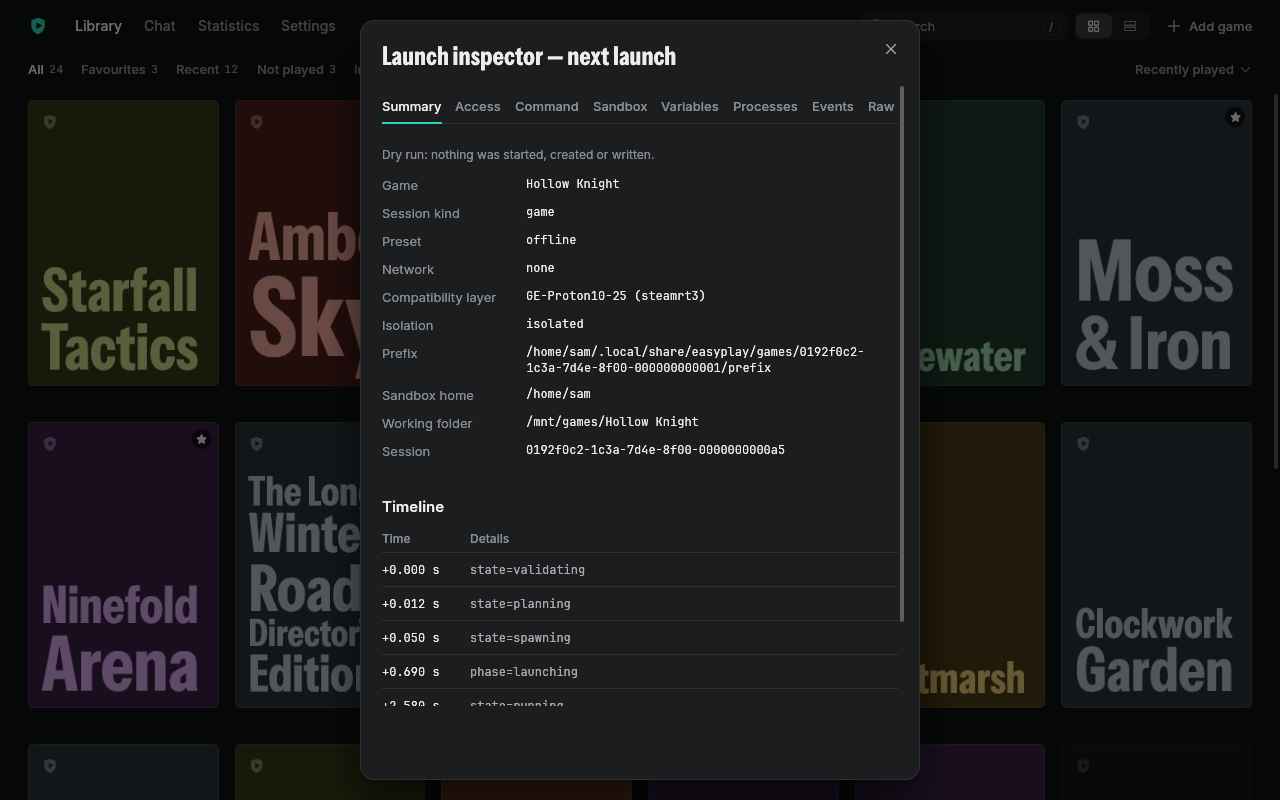 Library Chat Statistics Settings
rch / Add game
All 24 Favourites 3 Recent 12 Not played 3
Recently played
Launch inspector — next launch
Summary Access Command Sandbox Variables Processes Events Raw
Dry run: nothing was started, created or written.
Game Hollow Knight
Session kind game
Preset offline
Network none
Compatibility layer GE-Proton10-25 (steamrt3)
Isolation isolated
Prefix /home/sam/.local/share/easyplay/games/0192f0c2-
1c3a-7d4e-8f00-000000000001/prefix
Sandbox home /home/sam
Working folder /mnt/games/Hollow Knight
Session 0192f0c2-1c3a-7d4e-8f00-0000000000a5
Timeline
Time Details
+0.000 s state=validating
+0.012 s state=planning
+0.050 s state=spawning
+0.690 s phase=launching
+2.580 s state=running
Starfall
Tactics
Amb
Sky
ewater
Moss
& Iron
Ninefold
Arena
The Lon
Winte
Road
Director
Edition
tmarsh
Clockwork
Garden